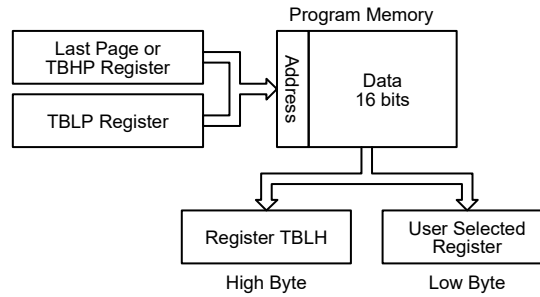 Program Memory
Last Page or
TBHP Register
TBLP Register
Address
Data
16 bits
Register TBLH
User Selected
Register
High Byte
Low Byte